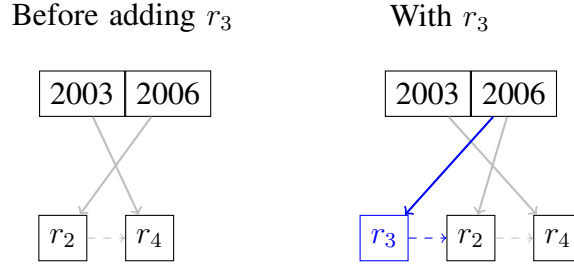 Before adding r₃
With r₃
2003 2006
2003 2006
r₂ r₄
r₃ r₂ r₄